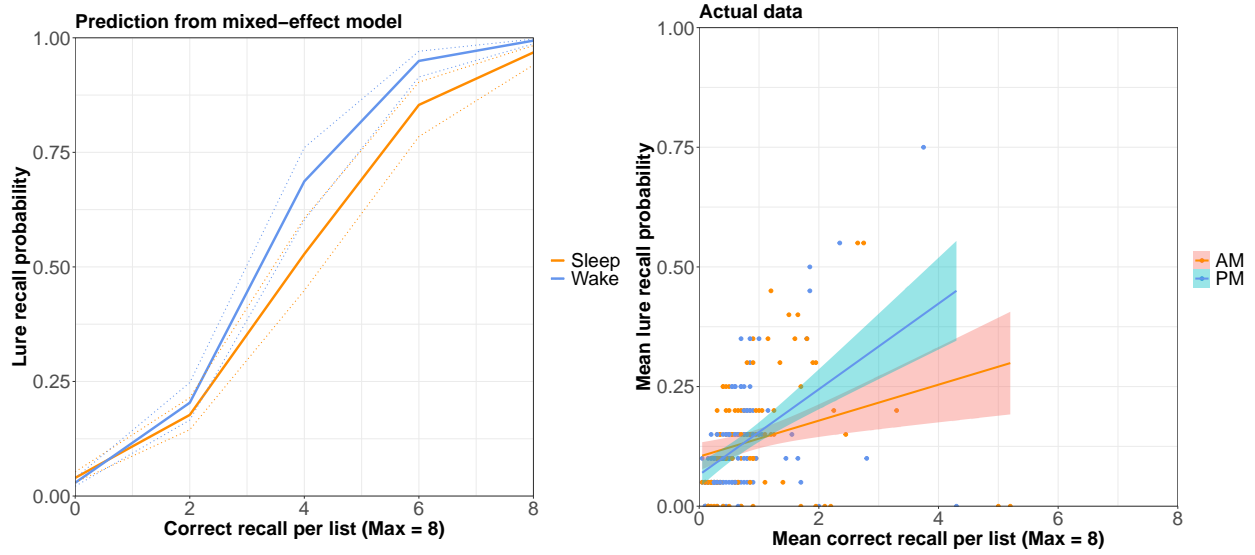 Prediction from mixed−effect model
1.00
0.75
0.50
0.25
0.00
Lure recall probability
0
2
4
6
8
Correct recall per list (Max = 8)
Sleep
Wake
Actual data
1.00
0.75
0.50
0.25
0.00
Mean lure recall probability
0
2
4
6
8
Mean correct recall per list (Max = 8)
AM
PM